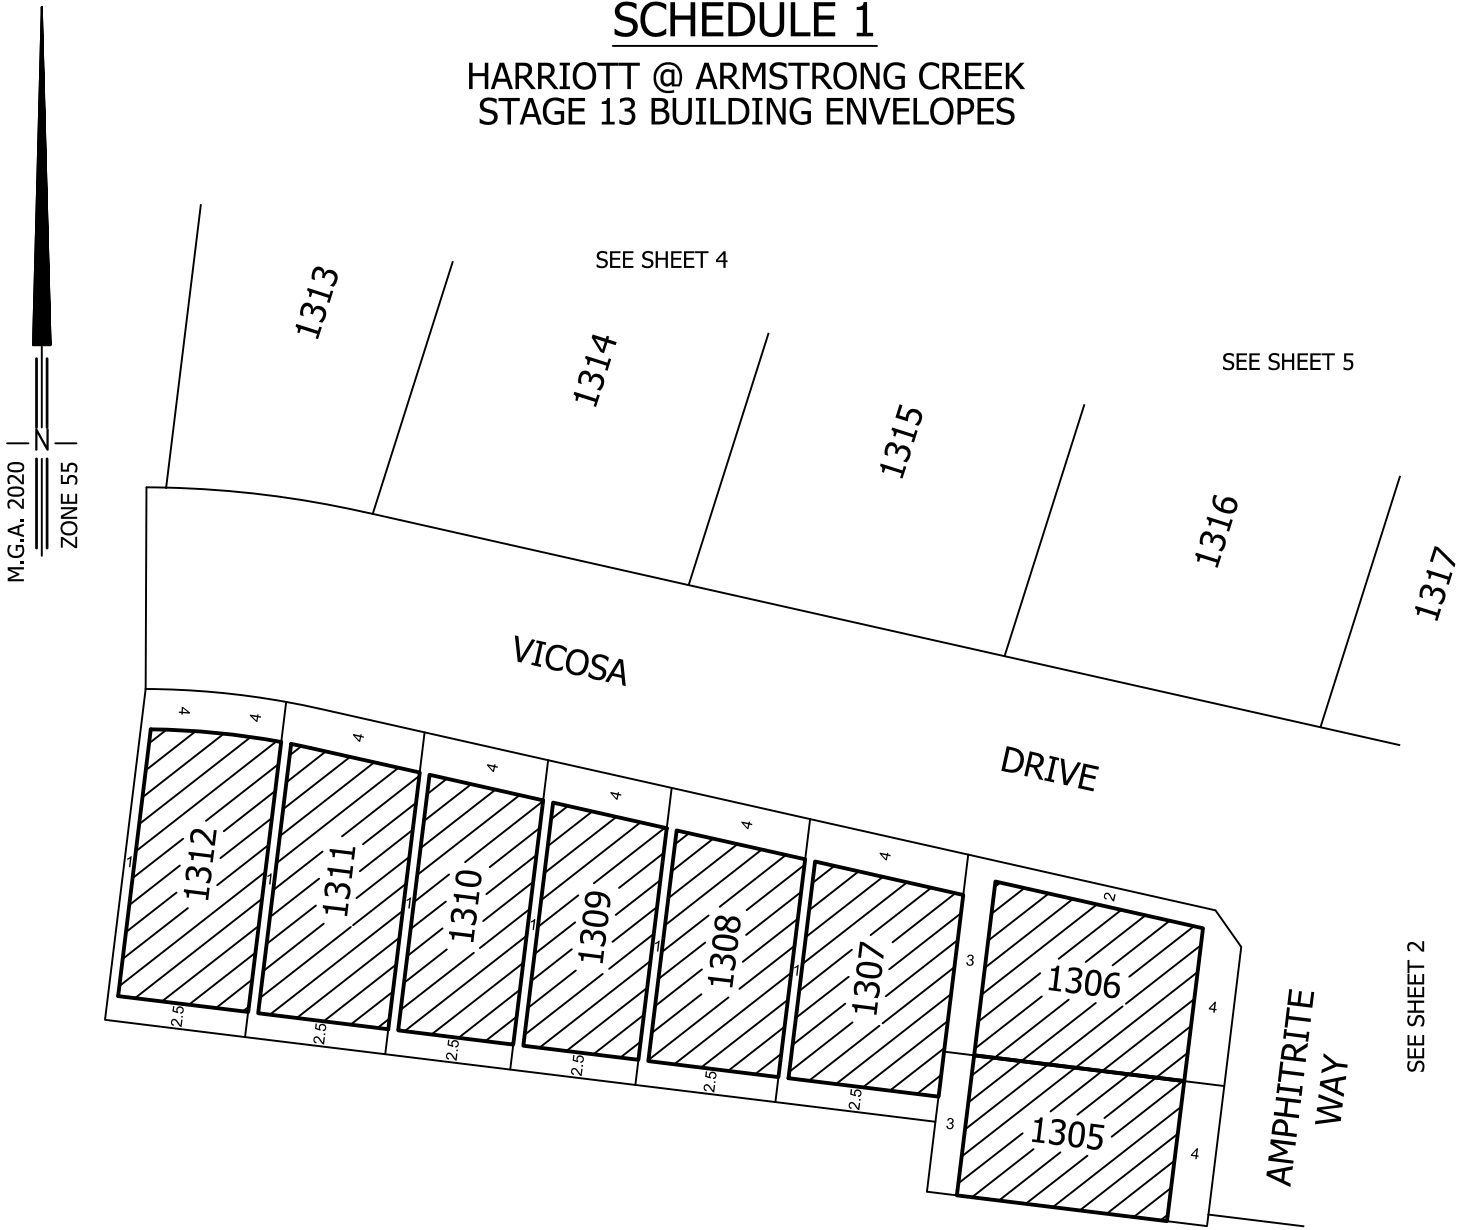 SCHEDULE 1
HARRIOTT @ ARMSTRONG CREEK
STAGE 13 BUILDING ENVELOPES
SEE SHEET 4
1313
1314
SEE SHEET 5
1315
1316
1317
M.G.A. 2020
N
ZONE 55
VICOSA
DRIVE
4
4
4
4
4
4
4
2
1312
1311
1310
1309
1308
1307
1306
1
1
1
1
1
1
3
4
2.5
2.5
2.5
2.5
2.5
2.5
3
1305
4
AMPHITRITE
WAY
SEE SHEET 2